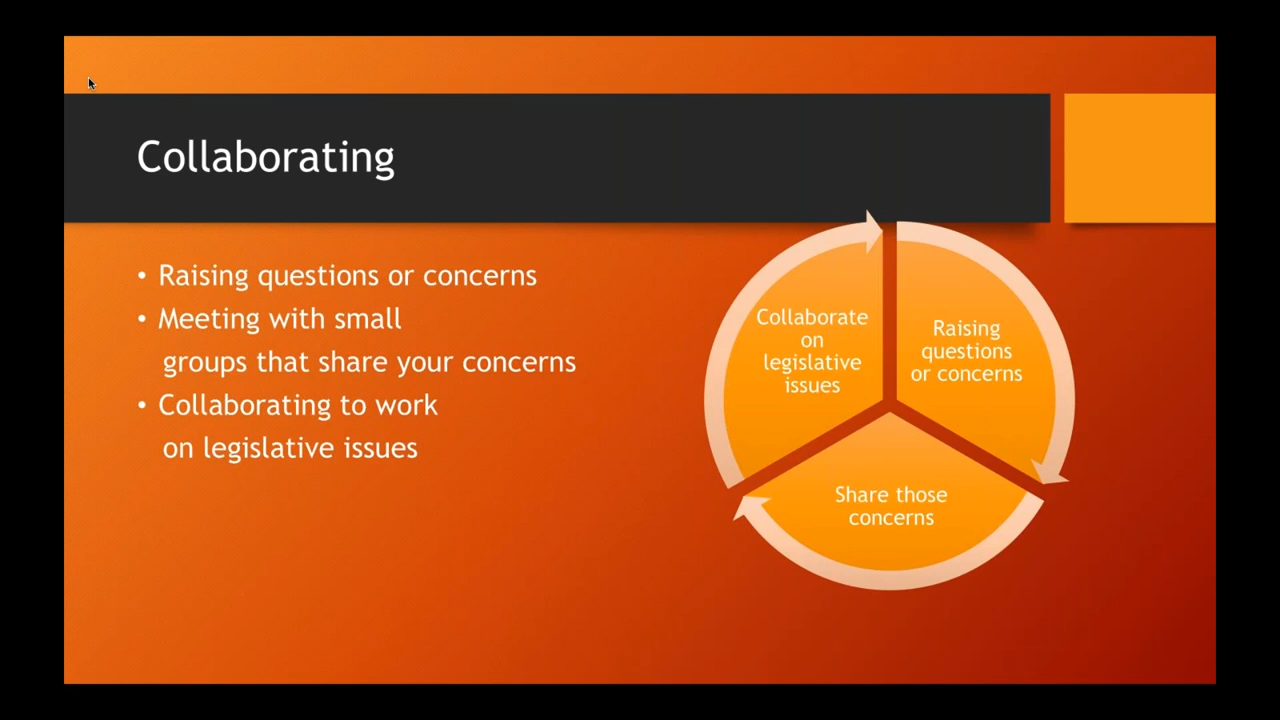 Collaborating
• Raising questions or concerns
• Meeting with small
groups that share your concerns
• Collaborating to work
on legislative issues
Collaborate
on
legislative
issues
Raising
questions
or concerns
Share those
concerns